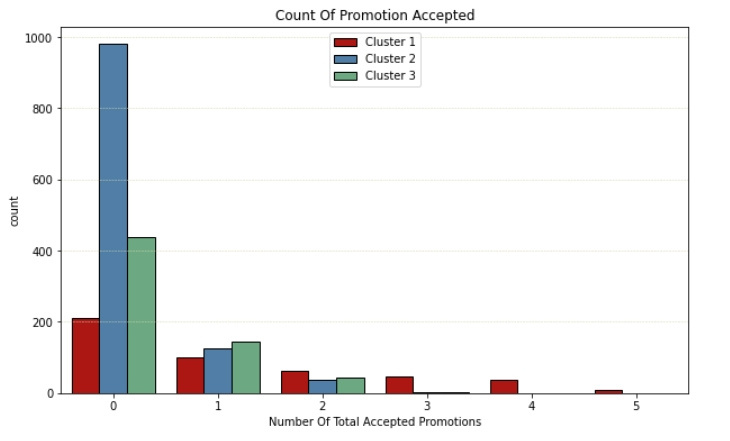 Count Of Promotion Accepted
Cluster 1
Cluster 2
Cluster 3
1000
800
600
400
200
0
count
0 1 2 3 4 5
Number Of Total Accepted Promotions